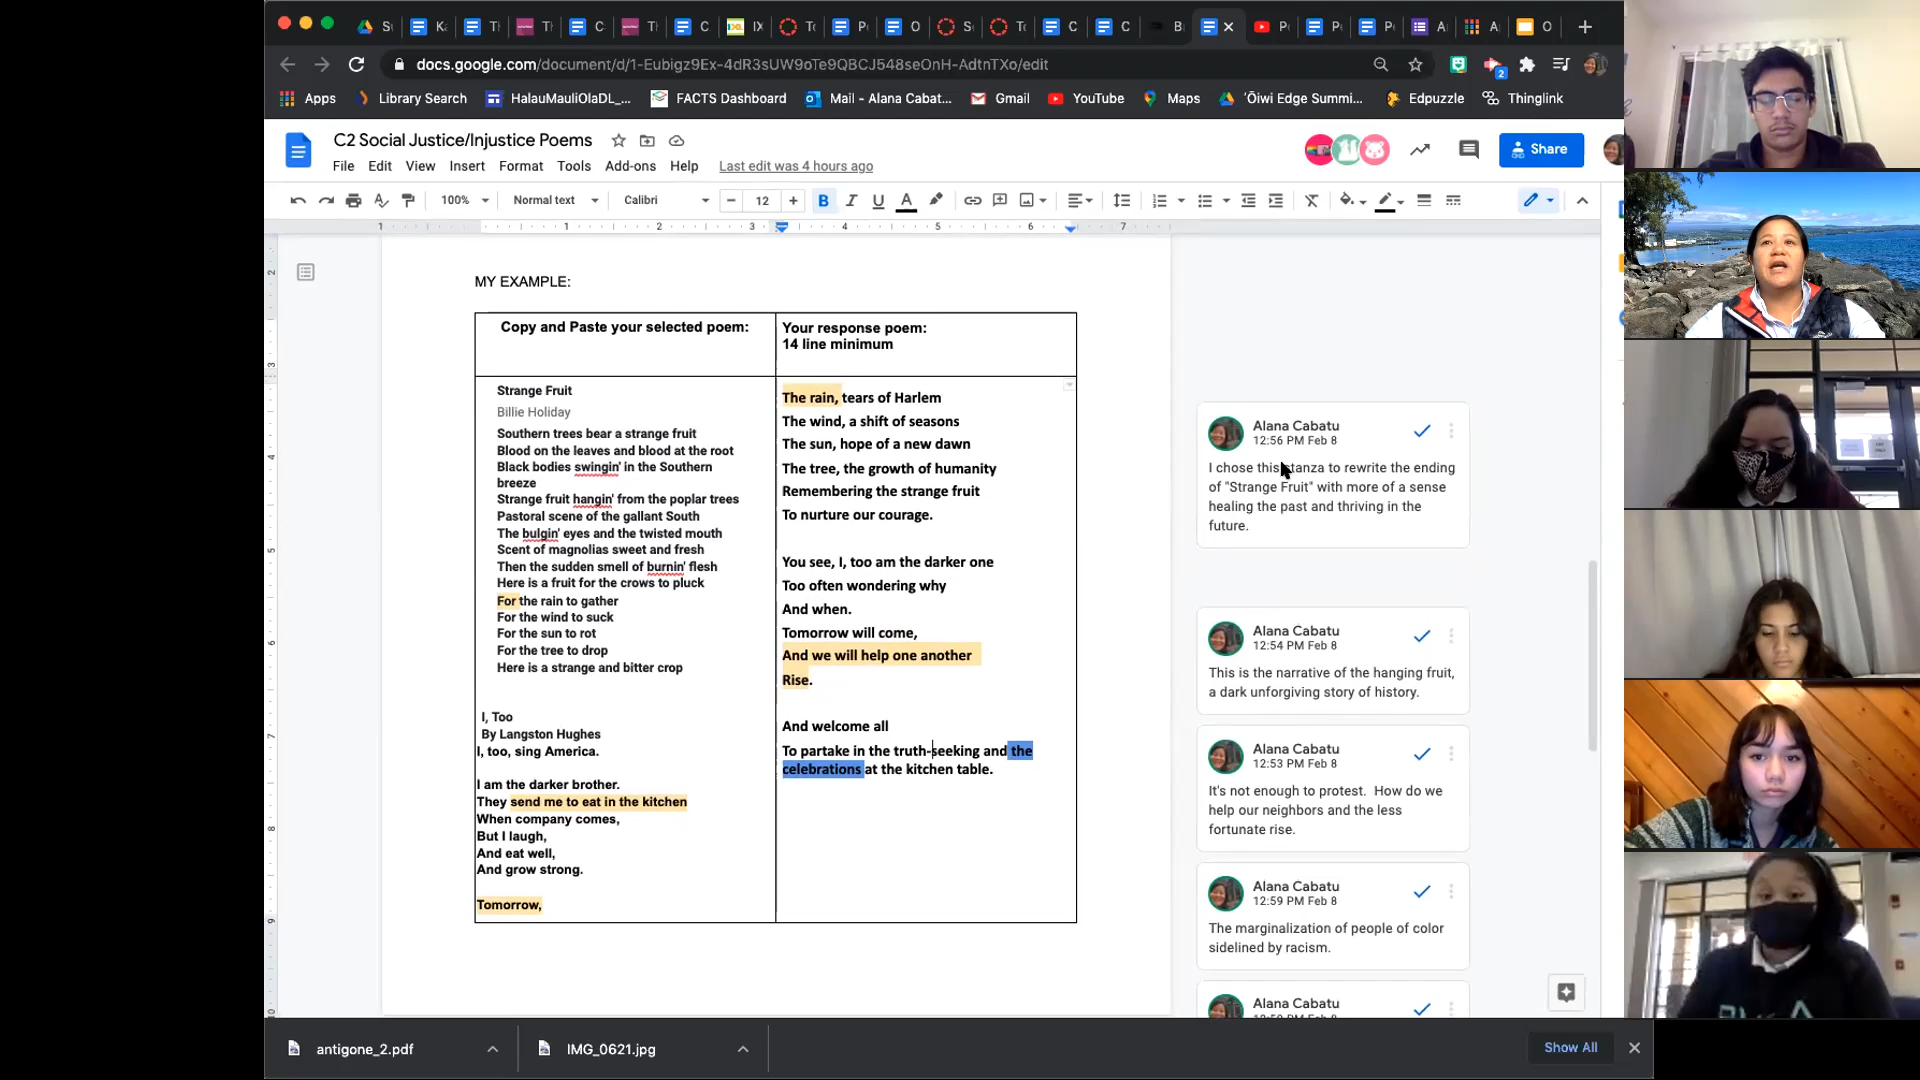 docs.google.com/document/d/1-Eubigz9Ex-4dR3sUW9oTe9QBCJ548seOnH-AdtnTXo/edit
Apps
Library Search
HalauMauliOlaDL_...
FACTS Dashboard
Mail - Alana Cabat...
Gmail
YouTube
Maps
'Ōiwi Edge Summi...
Edpuzzle
Thinglink
C2 Social Justice/Injustice Poems
Share
File Edit View Insert Format Tools Add-ons Help Last edit was 4 hours ago
100% Normal text Calibri 12
MY EXAMPLE:
Copy and Paste your selected poem:
Strange Fruit
Billie Holiday
Southern trees bear a strange fruit
Blood on the leaves and blood at the root
Black bodies swingin' in the Southern
breeze
Strange fruit hangin' from the poplar trees
Pastoral scene of the gallant South
The bulgin' eyes and the twisted mouth
Scent of magnolias sweet and fresh
Then the sudden smell of burnin' flesh
Here is a fruit for the crows to pluck
For the rain to gather
For the wind to suck
For the sun to rot
For the tree to drop
Here is a strange and bitter crop
I, Too
By Langston Hughes
I, too, sing America.
I am the darker brother.
They send me to eat in the kitchen
When company comes,
But I laugh,
And eat well,
And grow strong.
Tomorrow,
Your response poem:
14 line minimum
The rain, tears of Harlem
The wind, a shift of seasons
The sun, hope of a new dawn
The tree, the growth of humanity
Remembering the strange fruit
To nurture our courage.
You see, I, too am the darker one
Too often wondering why
And when.
Tomorrow will come,
And we will help one another
Rise.
And welcome all
To partake in the truth-seeking and the
celebrations at the kitchen table.
Alana Cabatu
12:56 PM Feb 8
I chose this stanza to rewrite the ending
of "Strange Fruit" with more of a sense
healing the past and thriving in the
future.
Alana Cabatu
12:54 PM Feb 8
This is the narrative of the hanging fruit,
a dark unforgiving story of history.
Alana Cabatu
12:53 PM Feb 8
It's not enough to protest. How do we
help our neighbors and the less
fortunate rise.
Alana Cabatu
12:59 PM Feb 8
The marginalization of people of color
sidelined by racism.
Alana Cabatu
antigone_2.pdf
IMG_0621.jpg
Show All